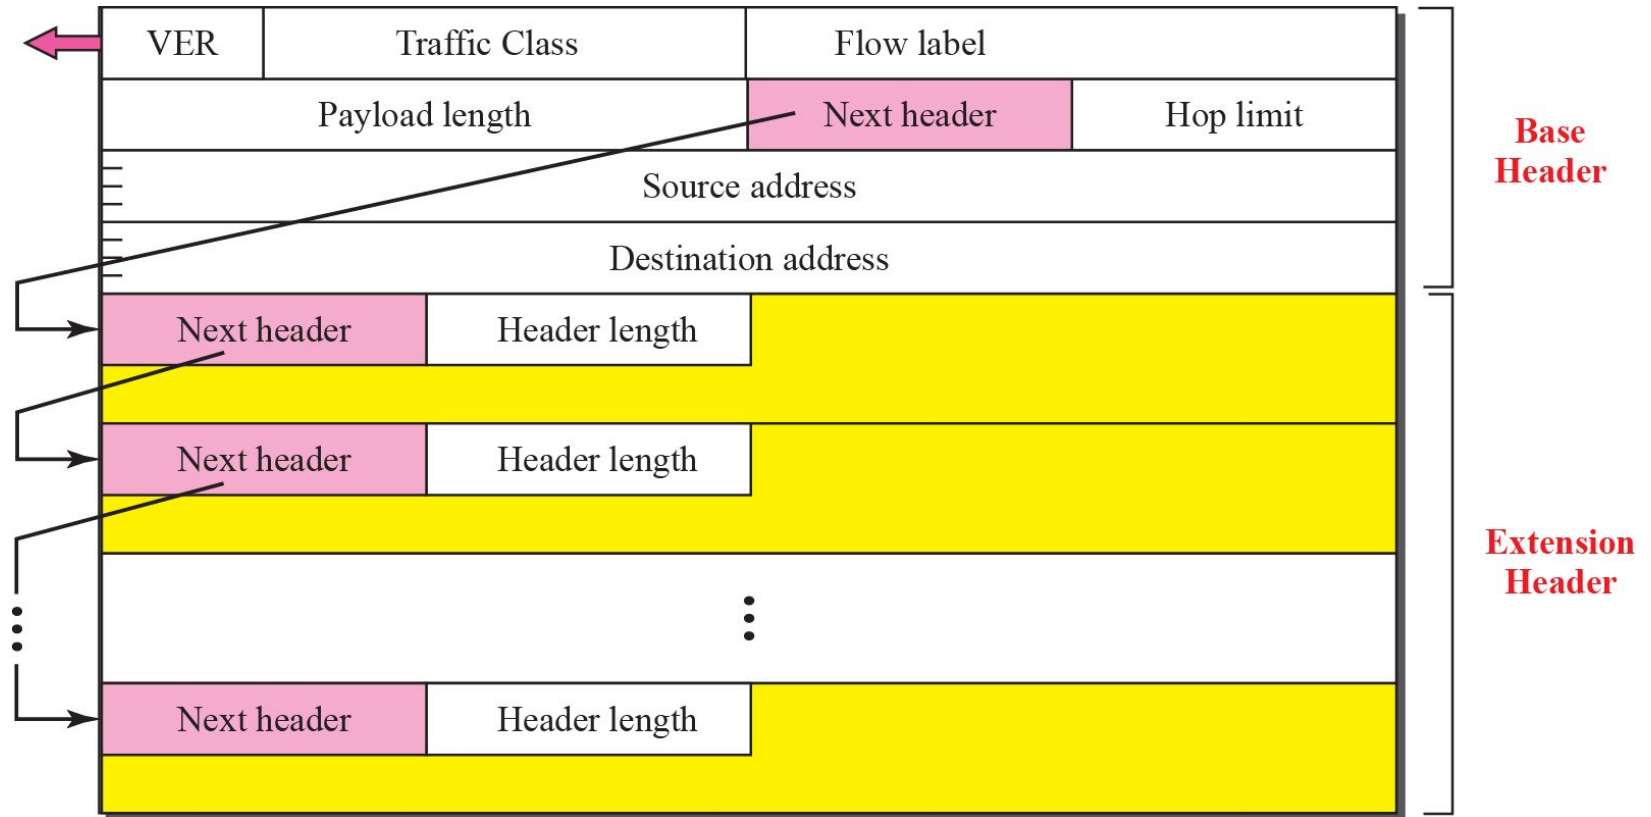 VER Traffic Class Flow label
Payload length Next header Hop limit
Source address
Destination address
Base
Header
Next header Header length
Next header Header length
Extension
Header
Next header Header length